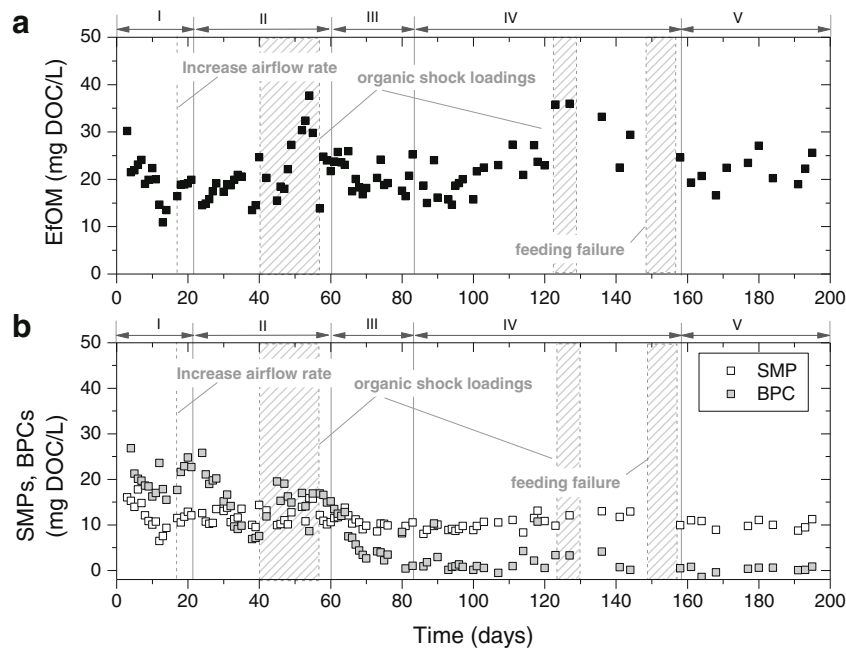 a
I II III IV V
50
40
30
20
10
0
EfOM (mg DOC/L)
Increase airflow rate
organic shock loadings
feeding failure
0 20 40 60 80 100 120 140 160 180 200
b
I II III IV V
50
40
30
20
10
0
SMPs, BPCs
(mg DOC/L)
Increase airflow rate
organic shock loadings
feeding failure
SMP
BPC
0 20 40 60 80 100 120 140 160 180 200
Time (days)